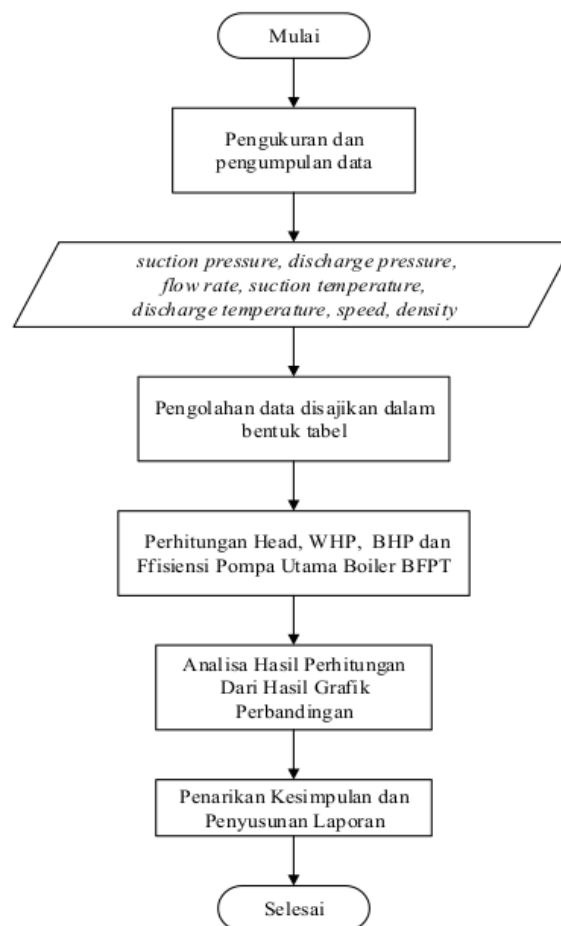 Mulai
Pengukuran dan
pengumpulan data
suction pressure, discharge pressure,
flow rate, suction temperature,
discharge temperature, speed, density
Pengolahan data disajikan dalam
bentuk tabel
Perhitungan Head, WHP, BHP dan
Ffisiensi Pompa Utama Boiler BFPT
Analisa Hasil Perhitungan
Dari Hasil Grafik
Perbandingan
Penarikan Kesimpulan dan
Penyusunan Laporan
Selesai